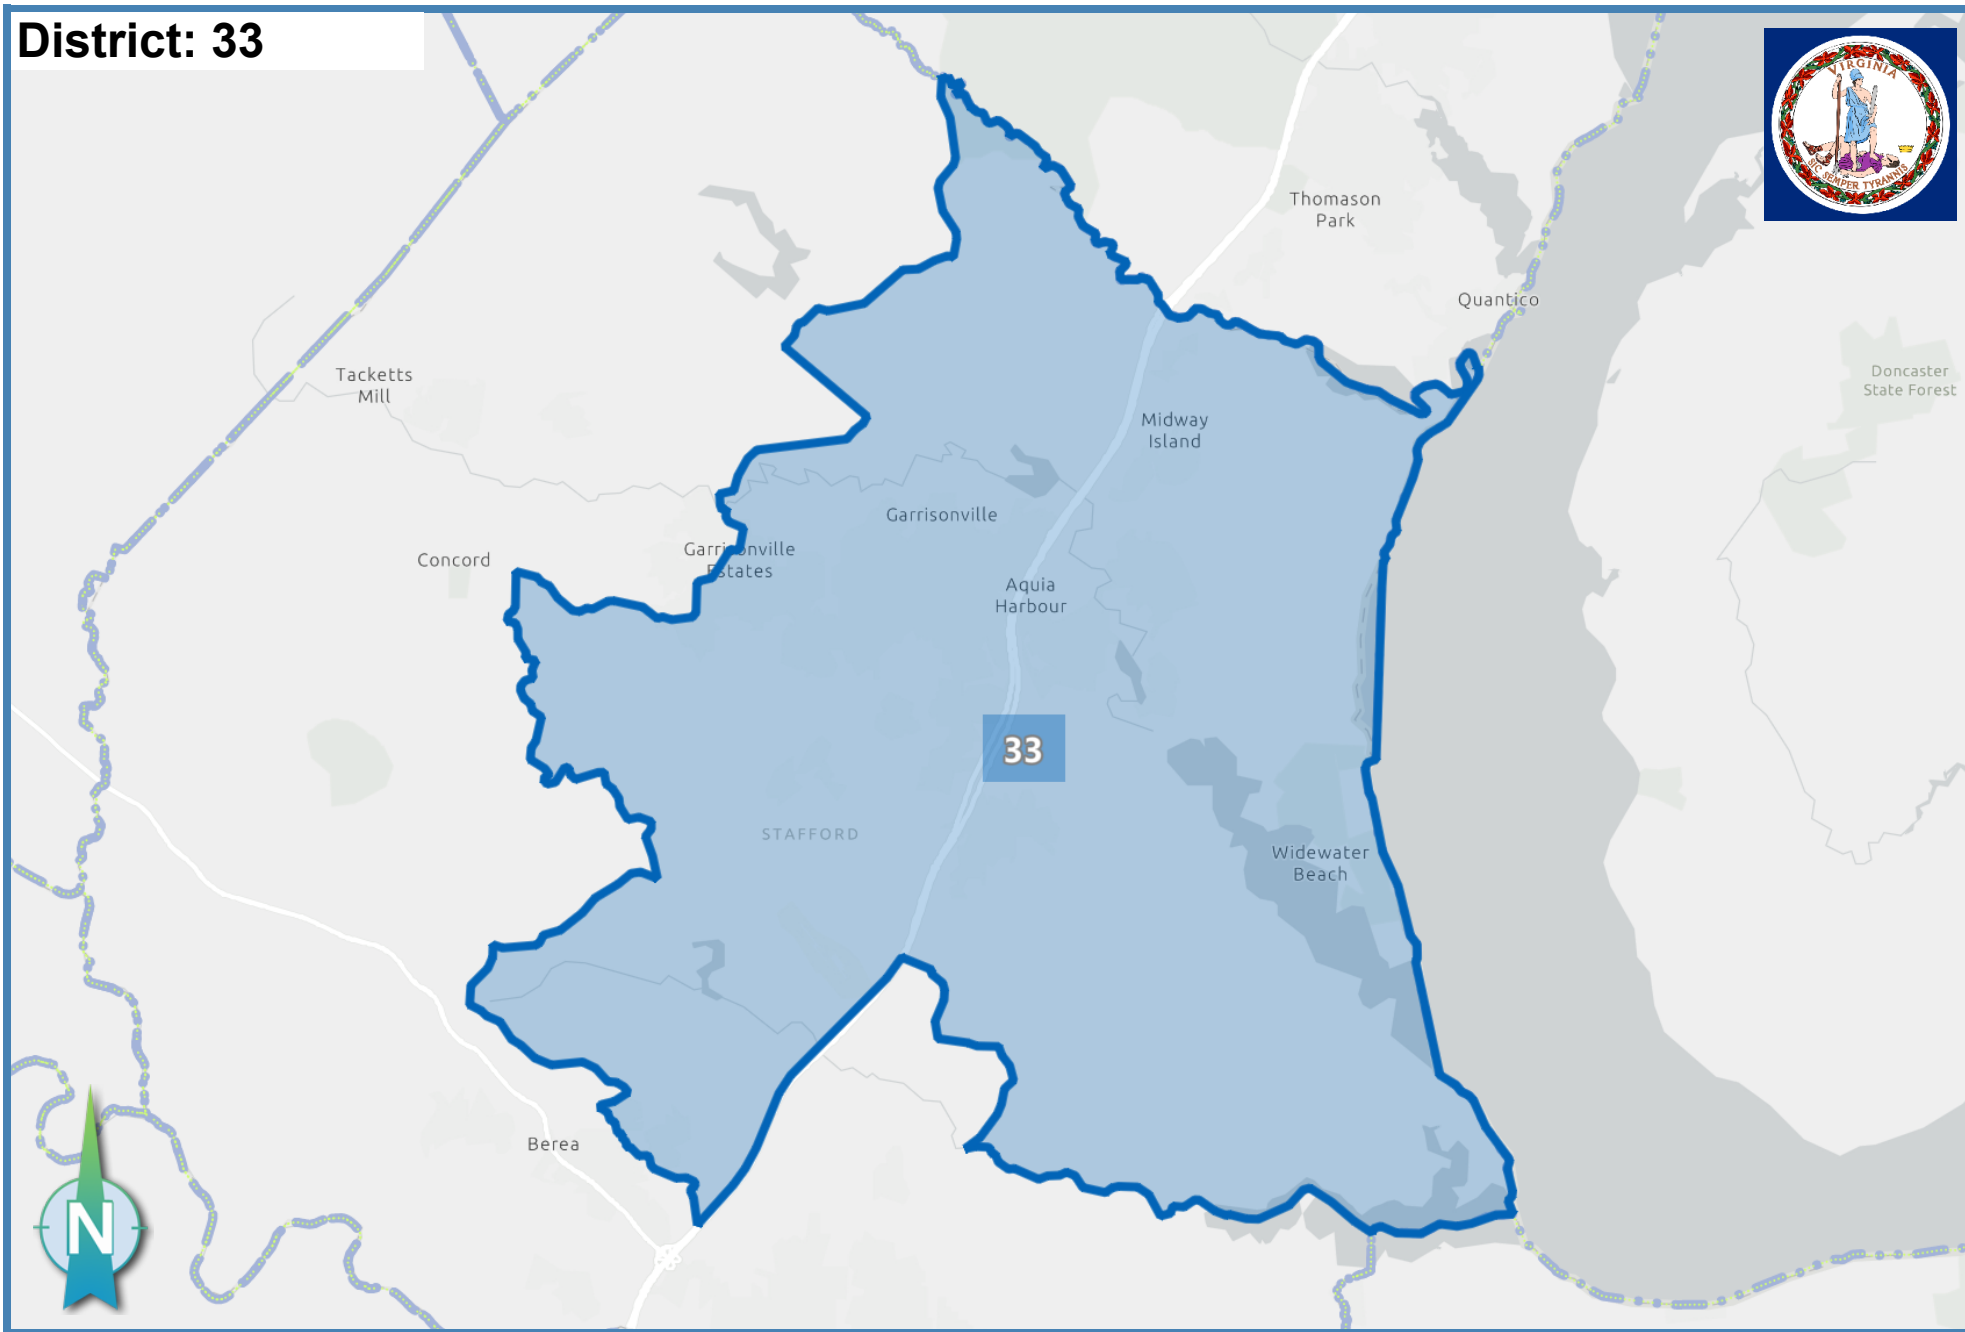 District: 33
VIRGINIA
SIC SEMPER TYRANNIS
Thomason
Park
Quantico
Tacketts
Mill
Doncaster
State Forest
Midway
Island
Garrisonville
Garrisonville
Estates
Concord
Aquia
Harbour
33
STAFFORD
Widewater
Beach
Berea
N